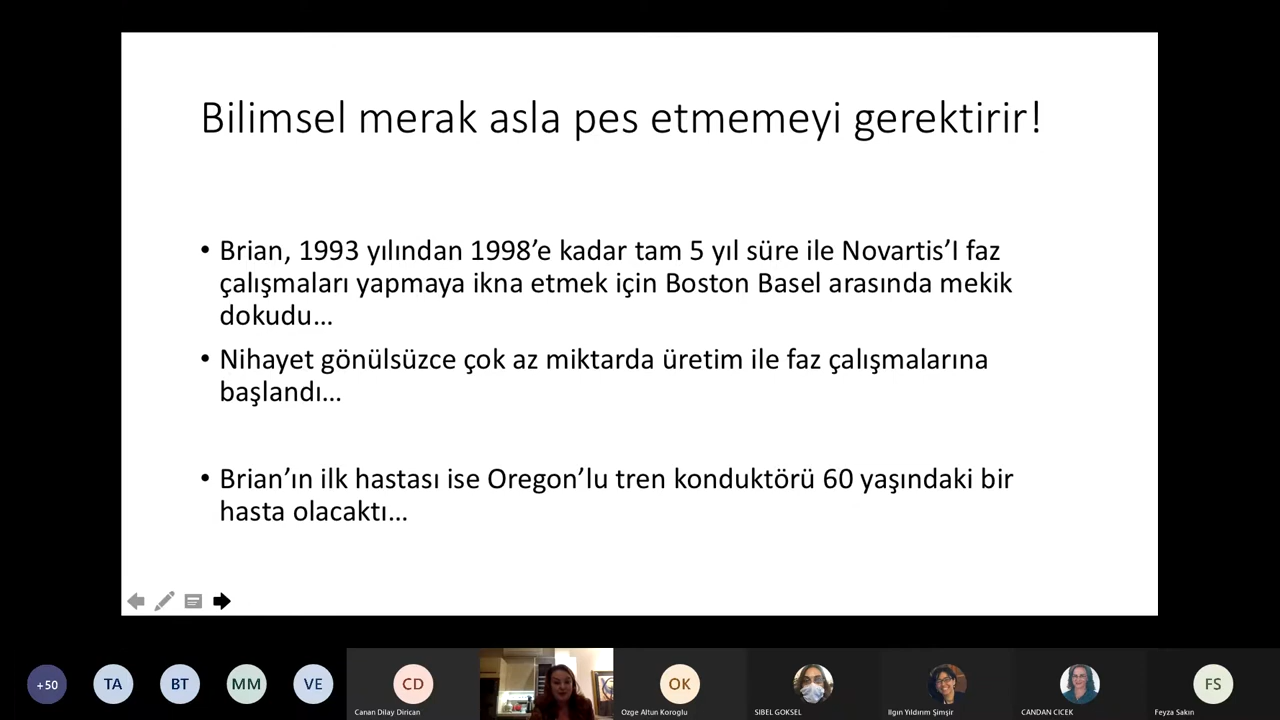 Bilimsel merak asla pes etmemeyi gerektirir!
• Brian, 1993 yılından 1998’e kadar tam 5 yıl süre ile Novartis’I faz
çalışmaları yapmaya ikna etmek için Boston Basel arasında mekik
dokudu…
• Nihayet gönülsüzce çok az miktarda üretim ile faz çalışmalarına
başlandı…
• Brian’ın ilk hastası ise Oregon’lu tren konduktörü 60 yaşındaki bir
hasta olacaktı…
+50 TA BT MM VE CD OK FS
Canan Dilay Dirican Ozge Altun Koroglu SIBEL GOKSEL Ilgın Yıldırım Şimşir CANDAN CICEK Feyza Sakın